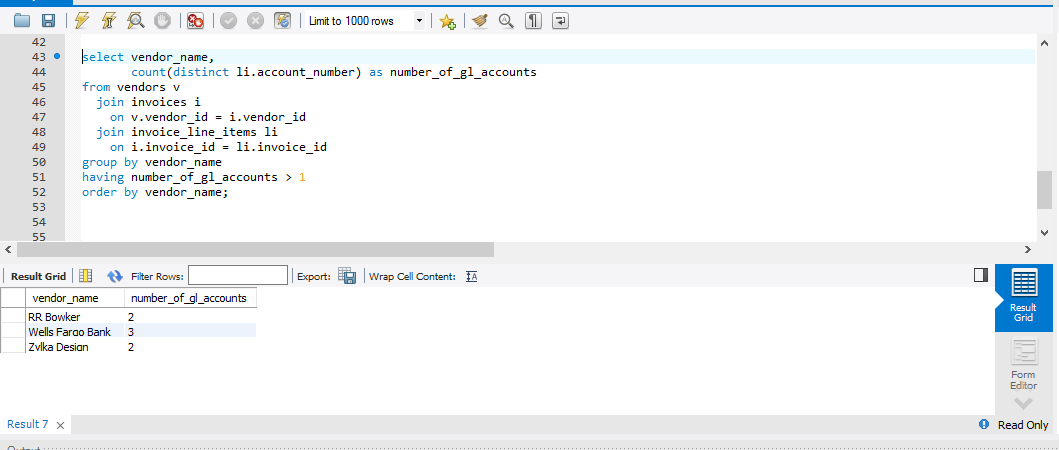 Limit to 1000 rows
42
43 select vendor_name,
44 count(distinct li.account_number) as number_of_gl_accounts
45 from vendors v
46 join invoices i
47 on v.vendor_id = i.vendor_id
48 join invoice_line_items li
49 on i.invoice_id = li.invoice_id
50 group by vendor_name
51 having number_of_gl_accounts > 1
52 order by vendor_name;
53
54
55
Result Grid Filter Rows: Export: Wrap Cell Content:
vendor_name number_of_gl_accounts
RR Bowker 2
Wells Fargo Bank 3
Zylka Design 2
Result
Grid
Form
Editor
Result 7 Read Only